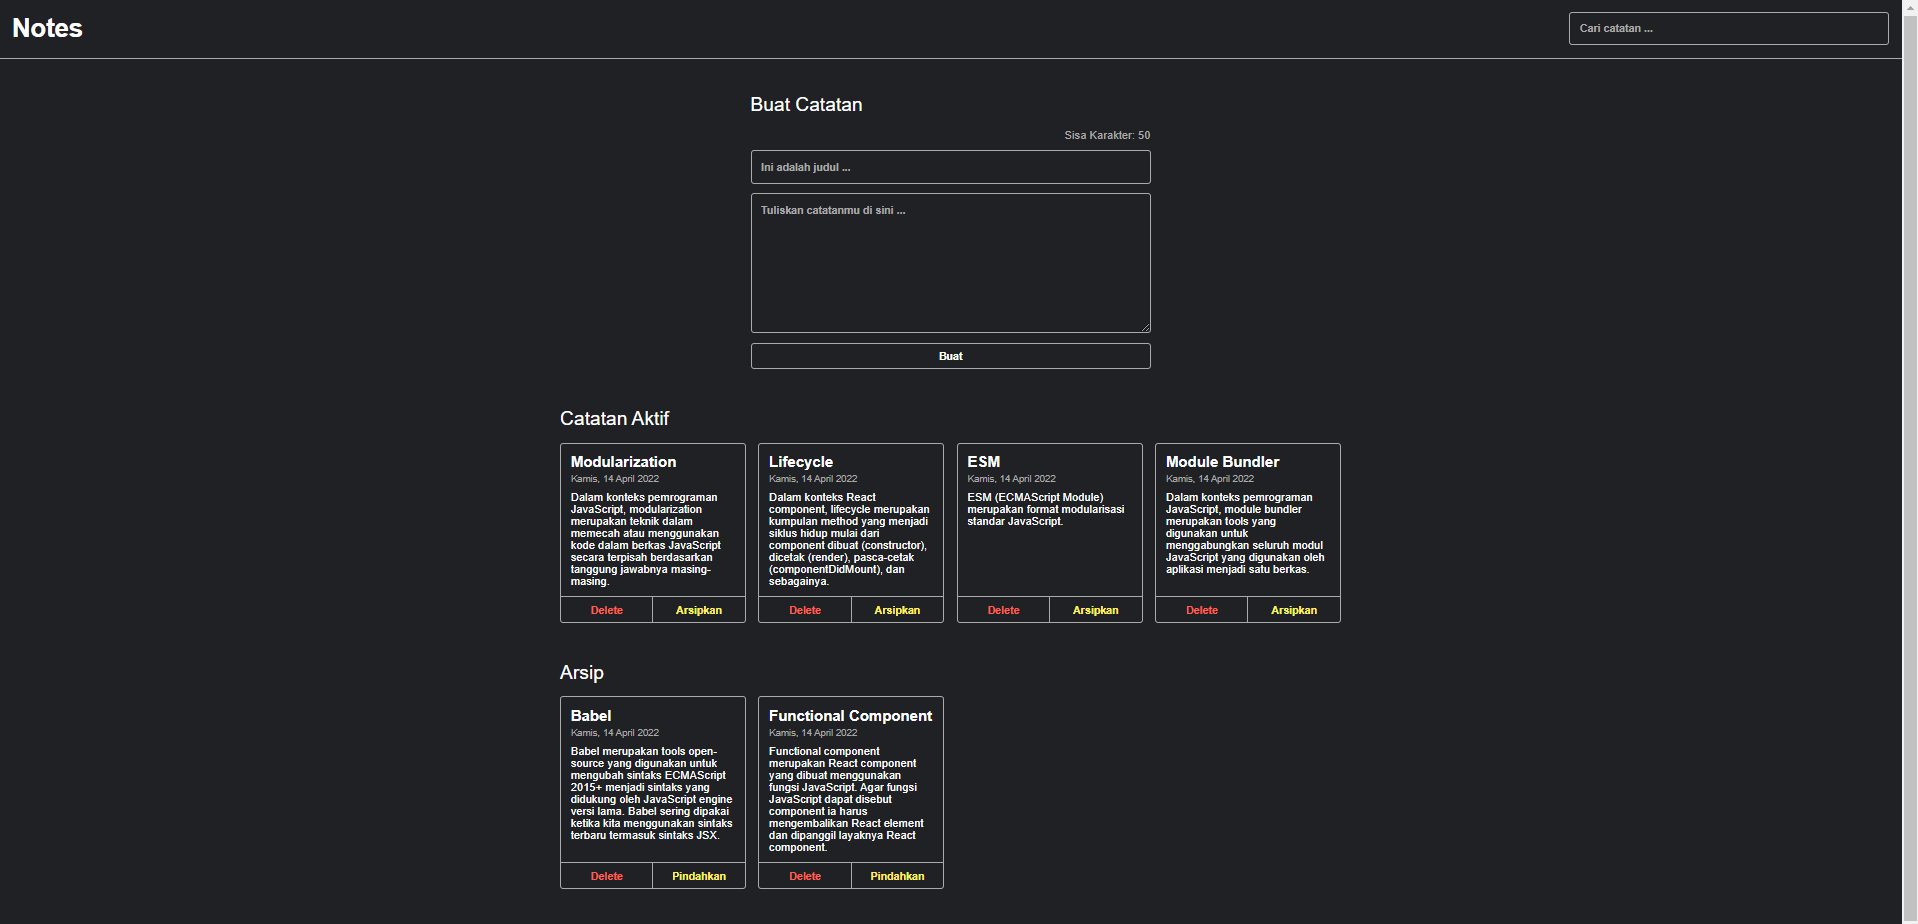 Notes
Cari catatan ...
Buat Catatan
Sisa Karakter: 50
Ini adalah judul ...
Tuliskan catatanmu di sini ...
Buat
Catatan Aktif
Modularization
Kamis, 14 April 2022
Dalam konteks pemrograman
JavaScript, modularization
merupakan teknik dalam
memecah atau menggunakan
kode dalam berkas JavaScript
secara terpisah berdasarkan
tanggung jawabnya masing-
masing.
Delete
Arsipkan
Lifecycle
Kamis, 14 April 2022
Dalam konteks React
component, lifecycle merupakan
kumpulan method yang menjadi
siklus hidup mulai dari
component dibuat (constructor),
dicetak (render), pasca-cetak
(componentDidMount), dan
sebagainya.
Delete
Arsipkan
ESM
Kamis, 14 April 2022
ESM (ECMAScript Module)
merupakan format modularisasi
standar JavaScript.
Delete
Arsipkan
Module Bundler
Kamis, 14 April 2022
Dalam konteks pemrograman
JavaScript, module bundler
merupakan tools yang
digunakan untuk
menggabungkan seluruh modul
JavaScript yang digunakan oleh
aplikasi menjadi satu berkas.
Delete
Arsipkan
Arsip
Babel
Kamis, 14 April 2022
Babel merupakan tools open-
source yang digunakan untuk
mengubah sintaks ECMAScript
2015+ menjadi sintaks yang
didukung oleh JavaScript engine
versi lama. Babel sering dipakai
ketika kita menggunakan sintaks
terbaru termasuk sintaks JSX.
Delete
Pindahkan
Functional Component
Kamis, 14 April 2022
Functional component
merupakan React component
yang dibuat menggunakan
fungsi JavaScript. Agar fungsi
JavaScript dapat disebut
component ia harus
mengembalikan React element
dan dipanggil layaknya React
component.
Delete
Pindahkan